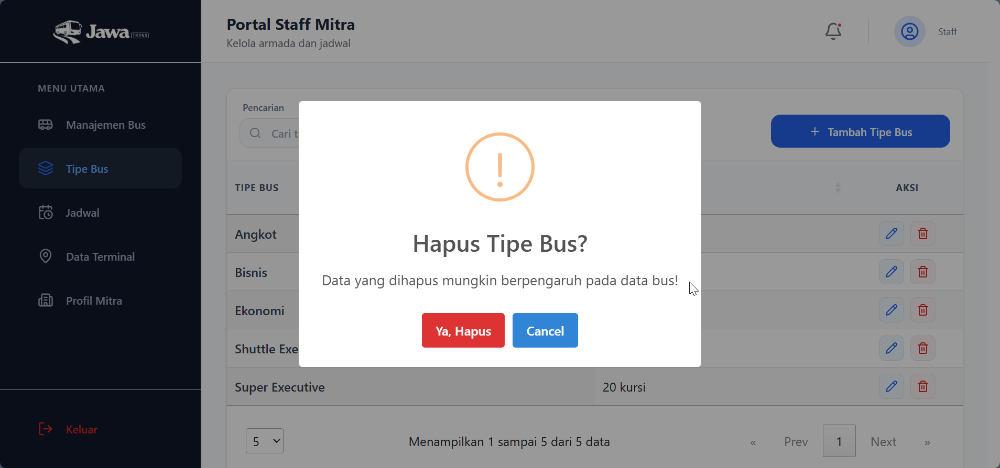 Jawa TRANS
Portal Staff Mitra
Kelola armada dan jadwal
Staff
MENU UTAMA
Manajemen Bus
Tipe Bus
Jadwal
Data Terminal
Profil Mitra
Keluar
Pencarian
Cari t
+ Tambah Tipe Bus
TIPE BUS
AKSI
Angkot
Bisnis
Ekonomi
Shuttle Exe
Super Executive
20 kursi
!
Hapus Tipe Bus?
Data yang dihapus mungkin berpengaruh pada data bus!
Ya, Hapus
Cancel
5
Menampilkan 1 sampai 5 dari 5 data
« Prev 1 Next »